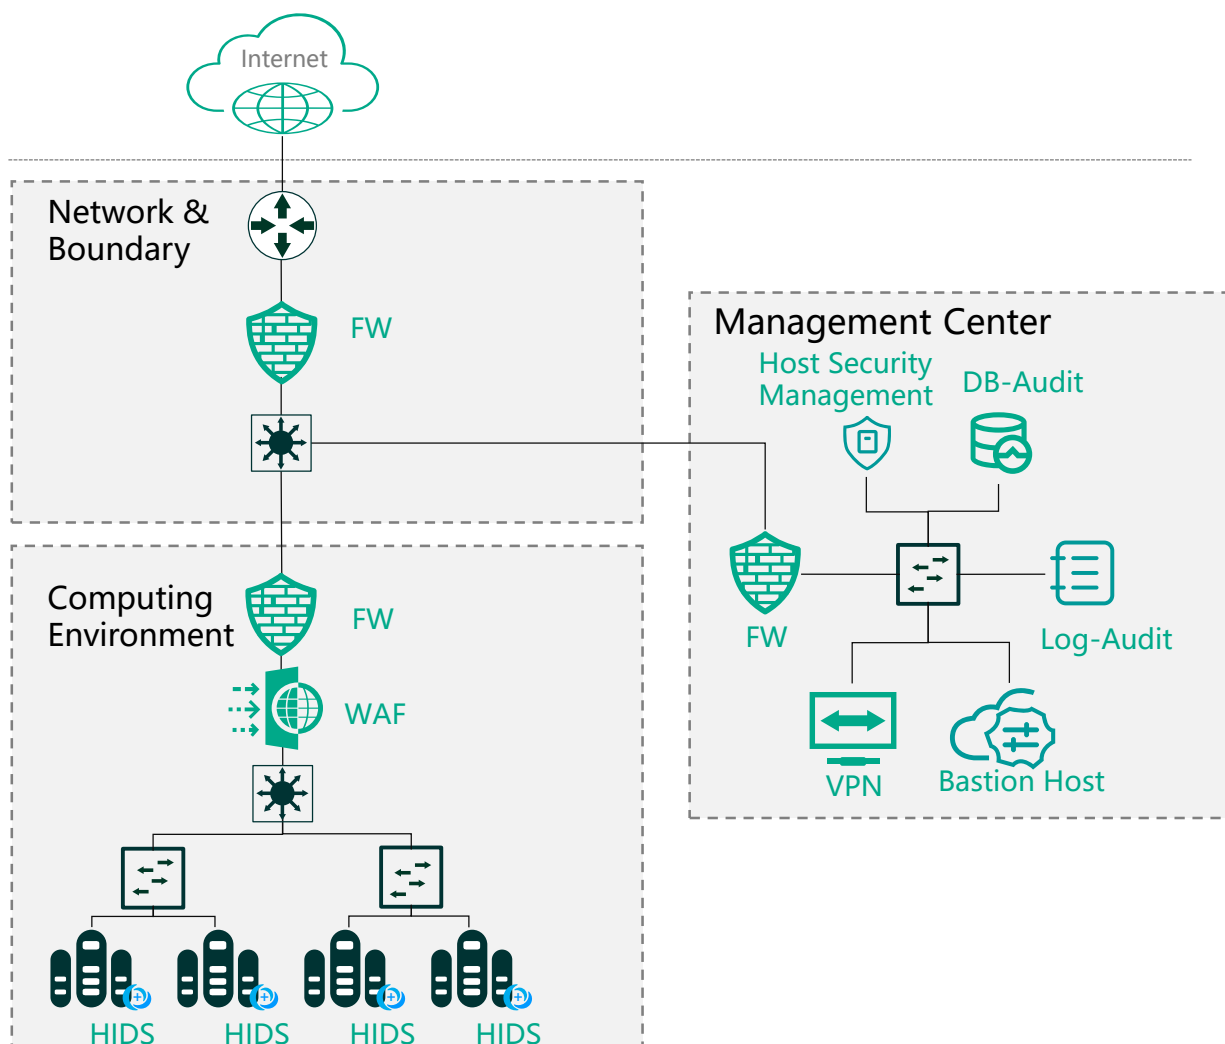 Internet
Network &
Boundary
FW
Management Center
Host Security
Management
DB-Audit
Computing
Environment
FW
FW
Log-Audit
WAF
VPN
Bastion Host
HIDS
HIDS
HIDS
HIDS